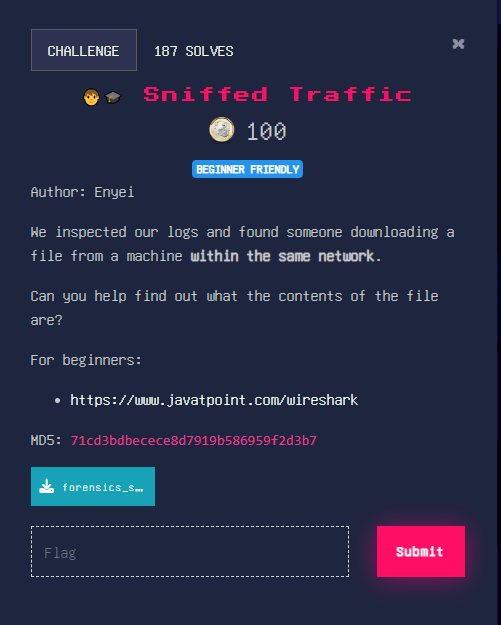 CHALLENGE 187 SOLVES
Sniffed Traffic
100
BEGINNER FRIENDLY
Author: Enyei
We inspected our logs and found someone downloading a
file from a machine within the same network.
Can you help find out what the contents of the file
are?
For beginners:
• https://www.javatpoint.com/wireshark
MD5: 71cd3bdbecece8d7919b586959f2d3b7
forensics_s…
Flag
Submit